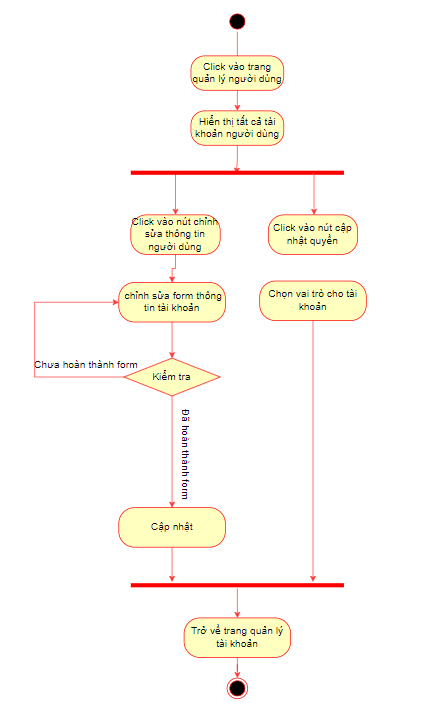 Click vào trang
quản lý người dùng
Hiển thị tất cả tài
khoản người dùng
Click vào nút chỉnh
sửa thông tin
người dùng
Click vào nút cập
nhật quyền
chỉnh sửa form thông
tin tài khoản
Chọn vai trò cho tài
khoản
Chưa hoàn thành form
Kiểm tra
Đã hoàn thành form
Cập nhật
Trở về trang quản lý
tài khoản